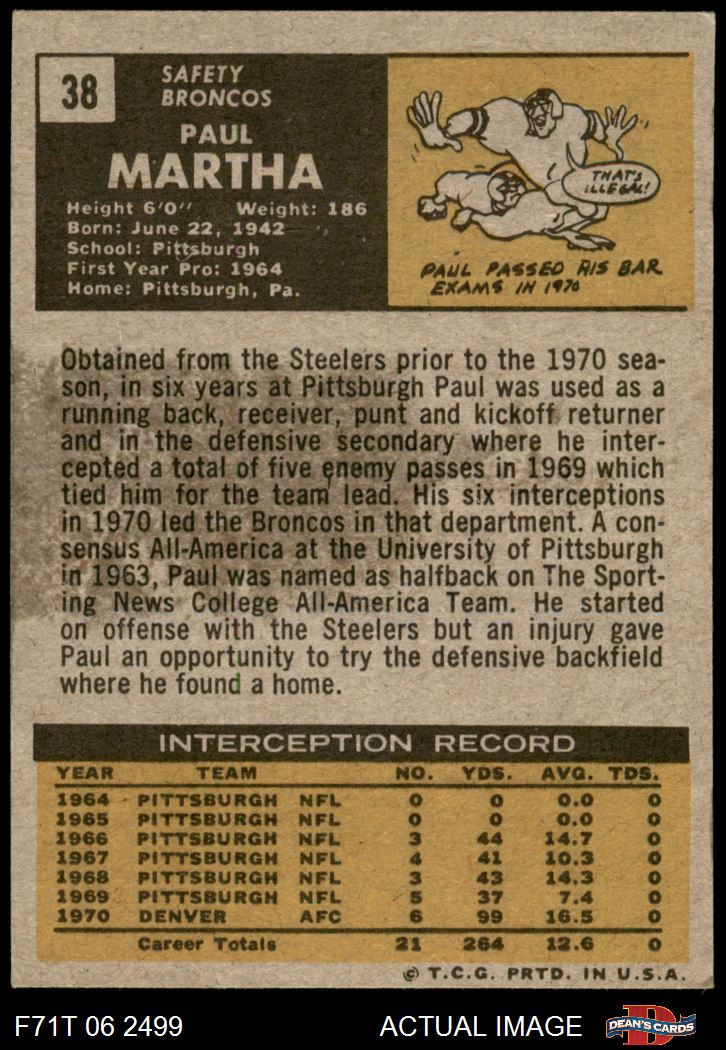 38
SAFETY
BRONCOS
PAUL
MARTHA
Height 6'0" Weight: 186
Born: June 22, 1942
School: Pittsburgh
First Year Pro: 1964
Home: Pittsburgh, Pa.
THAT'S
iLLEGAL!
PAUL PASSED HIS BAR
EXAMS IN 1970
Obtained from the Steelers prior to the 1970 sea-
son, in six years at Pittsburgh Paul was used as a
running back, receiver, punt and kickoff returner
and in the defensive secondary where he inter-
cepted a total of five enemy passes in 1969 which
tied him for the team lead. His six interceptions
in 1970 led the Broncos in that department. A con-
sensus All-America at the University of Pittsburgh
in 1963, Paul was named as halfback on The Sport-
ing News College All-America Team. He started
on offense with the Steelers but an injury gave
Paul an opportunity to try the defensive backfield
where he found a home.
INTERCEPTION RECORD
YEAR TEAM NO. YDS. AVG. TDS.
1964 PITTSBURGH NFL 0 0 0.0 0
1965 PITTSBURGH NFL 0 0 0.0 0
1966 PITTSBURGH NFL 3 44 14.7 0
1967 PITTSBURGH NFL 4 41 10.3 0
1968 PITTSBURGH NFL 3 43 14.3 0
1969 PITTSBURGH NFL 5 37 7.4 0
1970 DENVER AFC 6 99 16.5 0
Career Totals 21 264 12.6 0
© T.C.G. PRTD. IN U.S.A.
F71T 06 2499 ACTUAL IMAGE
D
DEAN'S CARDS